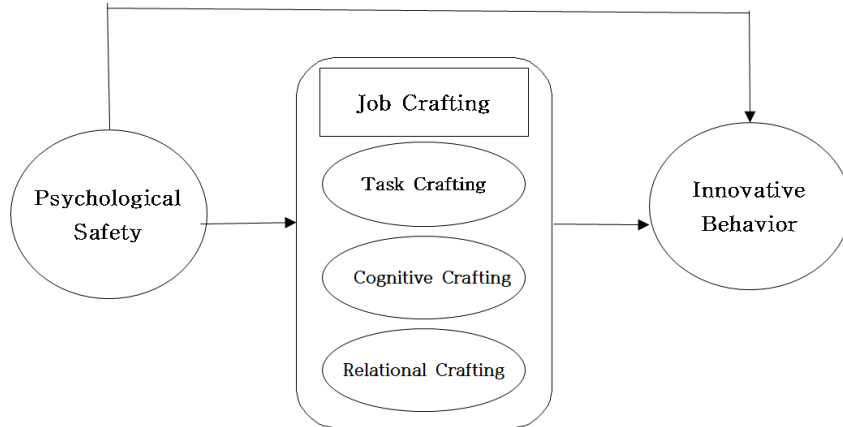 Job Crafting
Psychological
Safety
Task Crafting
Cognitive Crafting
Relational Crafting
Innovative
Behavior